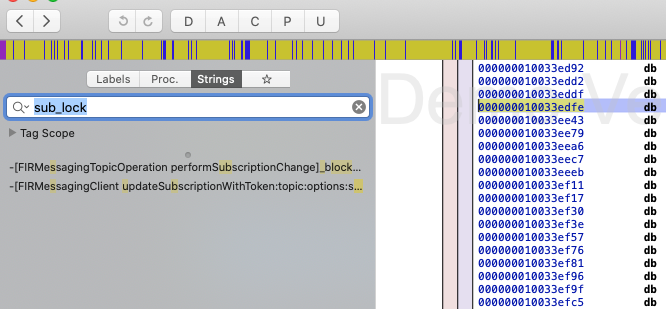 D A C P U
Labels Proc. Strings ☆
sub_lock
Tag Scope
-[FIRMessagingTopicOperation performSubscriptionChange]_block...
-[FIRMessagingClient updateSubscriptionWithToken:topic:options:s...
000000010033ed92 db
000000010033edd2 db
000000010033eddf db
000000010033edfe db
000000010033ee43 db
000000010033ee79 db
000000010033eea6 db
000000010033eec7 db
000000010033eeeb db
000000010033ef11 db
000000010033ef17 db
000000010033ef30 db
000000010033ef3e db
000000010033ef57 db
000000010033ef76 db
000000010033ef81 db
000000010033ef96 db
000000010033ef9f db
000000010033efc5 db